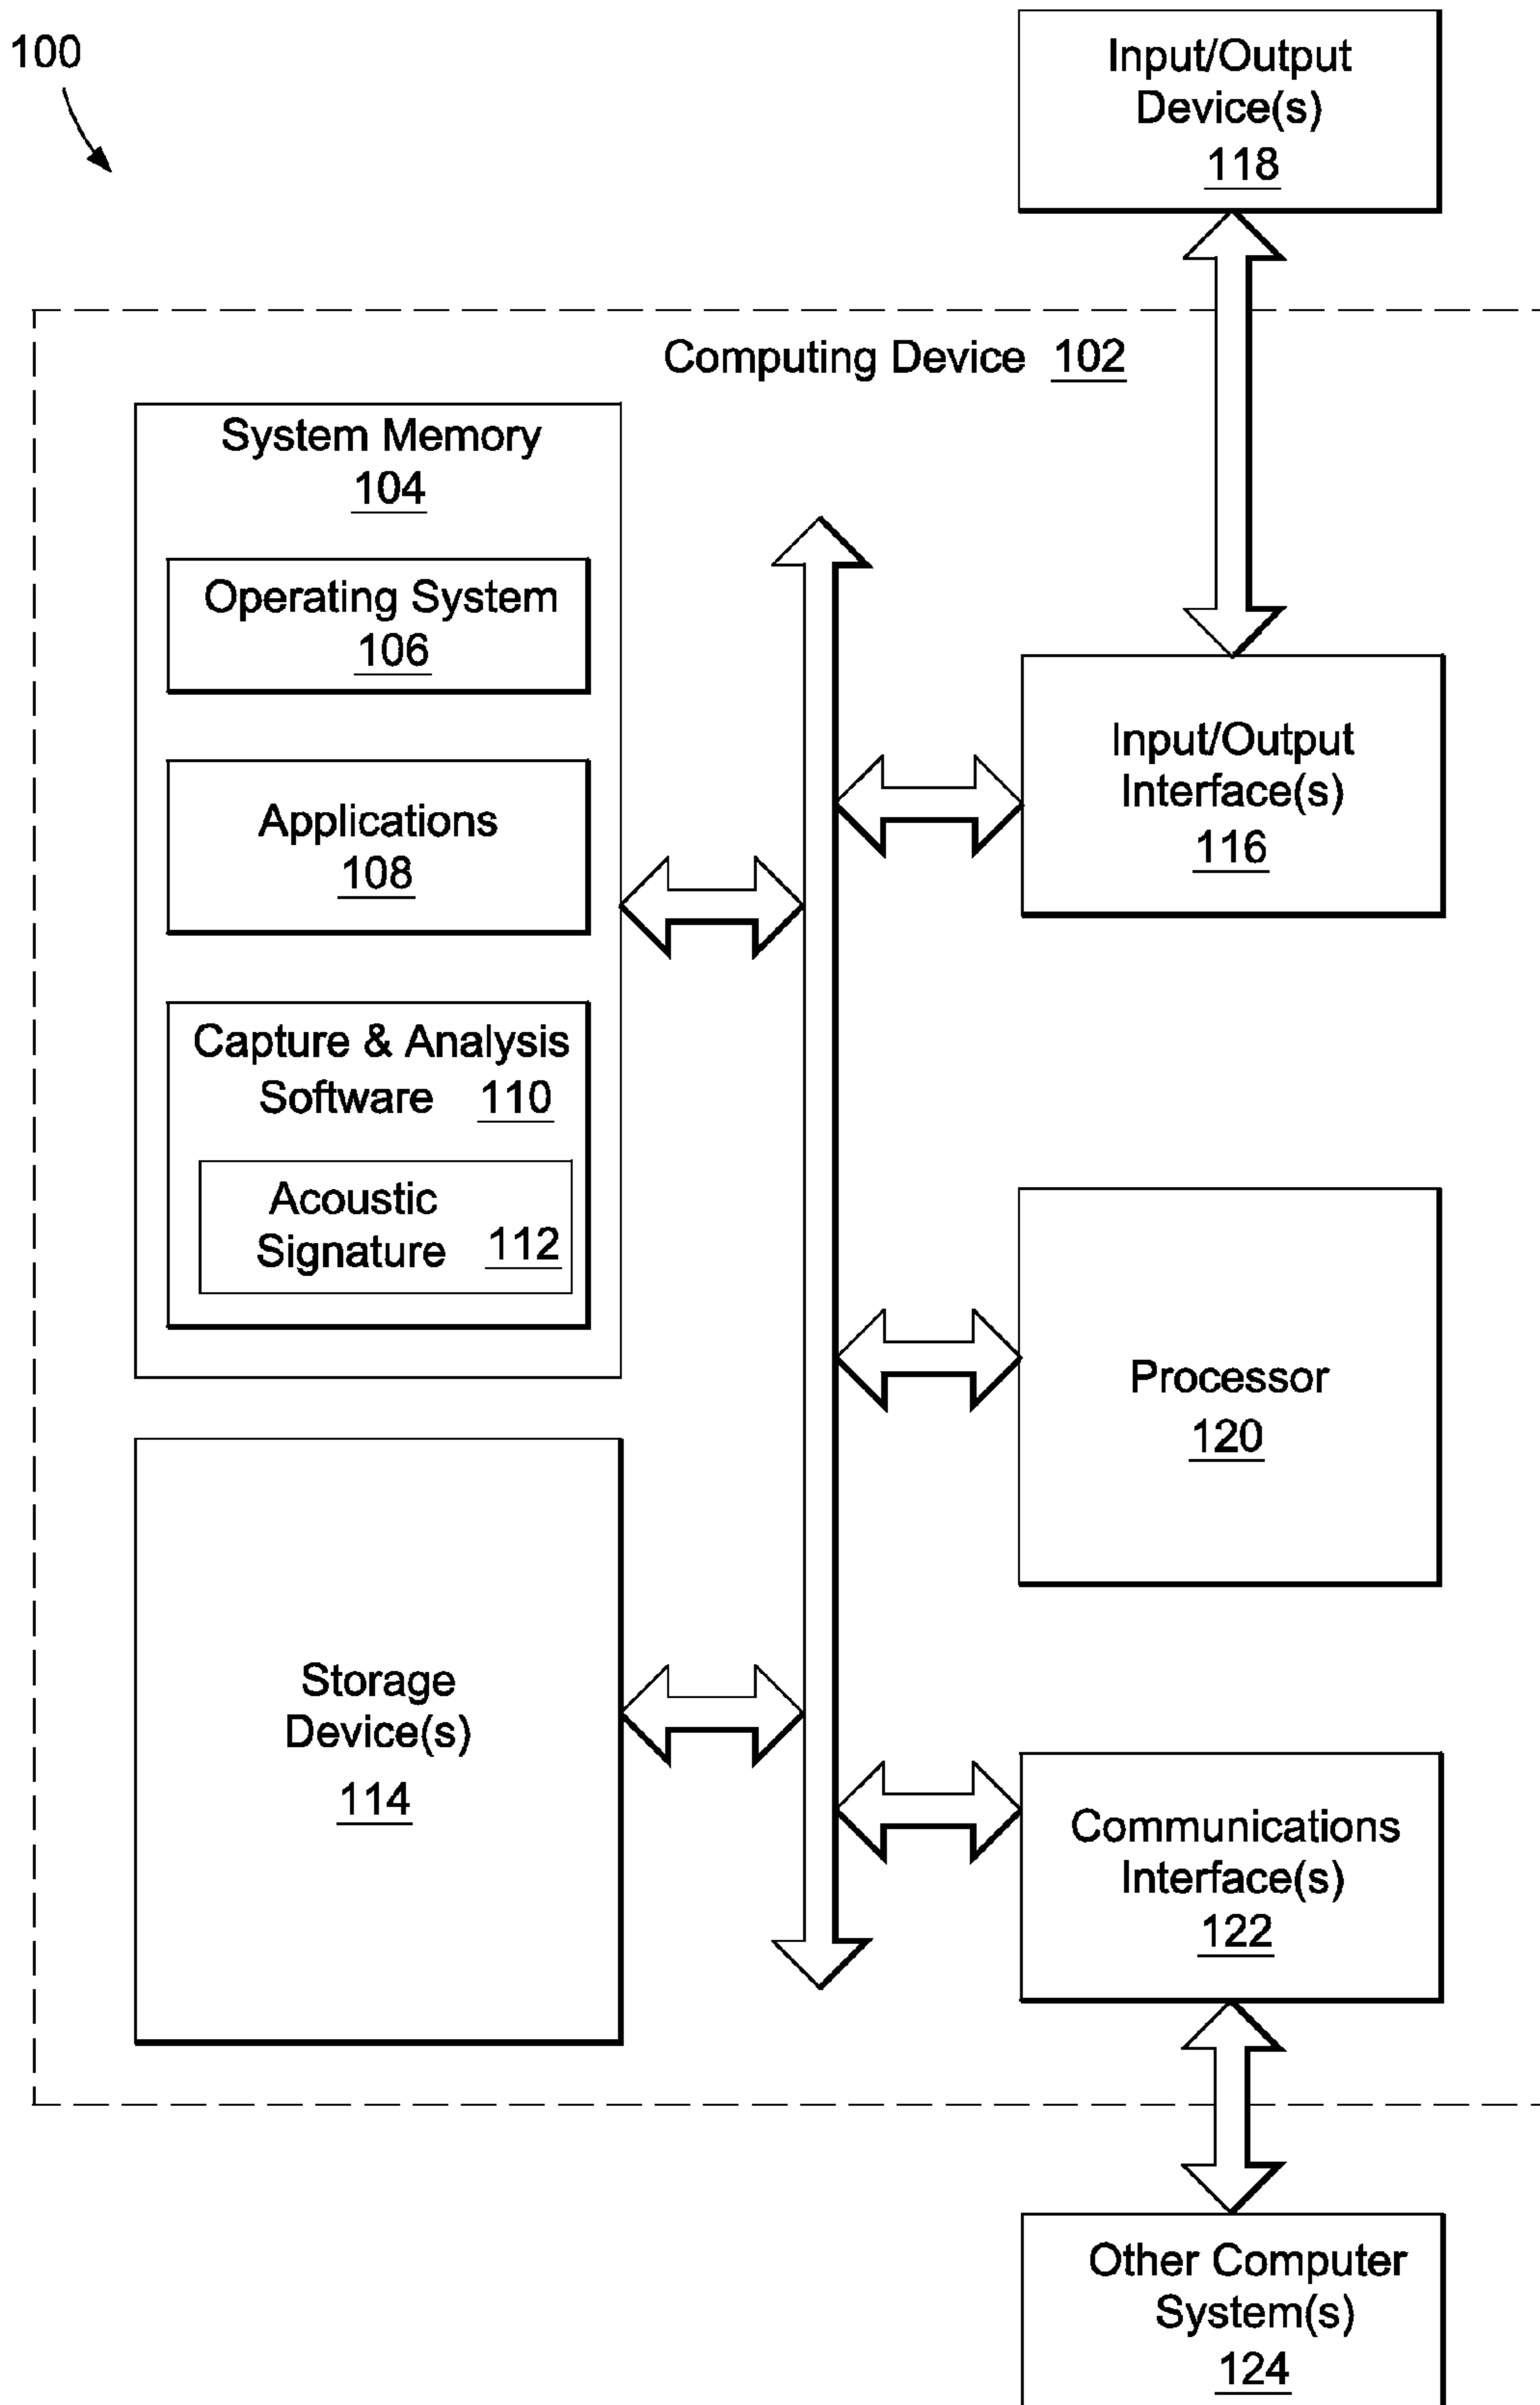 100
Input/Output
Device(s)
118
Computing Device 102
System Memory
104
Operating System
106
Applications
108
Capture & Analysis
Software 110
Acoustic
Signature 112
Storage
Device(s)
114
Input/Output
Interface(s)
116
Processor
120
Communications
Interface(s)
122
Other Computer
System(s)
124